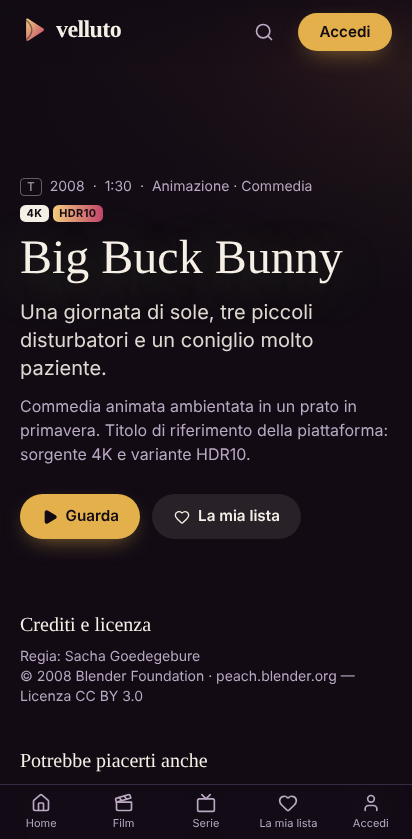 velluto
Accedi
T 2008 · 1:30 · Animazione · Commedia
4K HDR10
Big Buck Bunny
Una giornata di sole, tre piccoli
disturbatori e un coniglio molto
paziente.
Commedia animata ambientata in un prato in
primavera. Titolo di riferimento della piattaforma:
sorgente 4K e variante HDR10.
Guarda La mia lista
Crediti e licenza
Regia: Sacha Goedegebure
© 2008 Blender Foundation · peach.blender.org —
Licenza CC BY 3.0
Potrebbe piacerti anche
Home Film Serie La mia lista Accedi